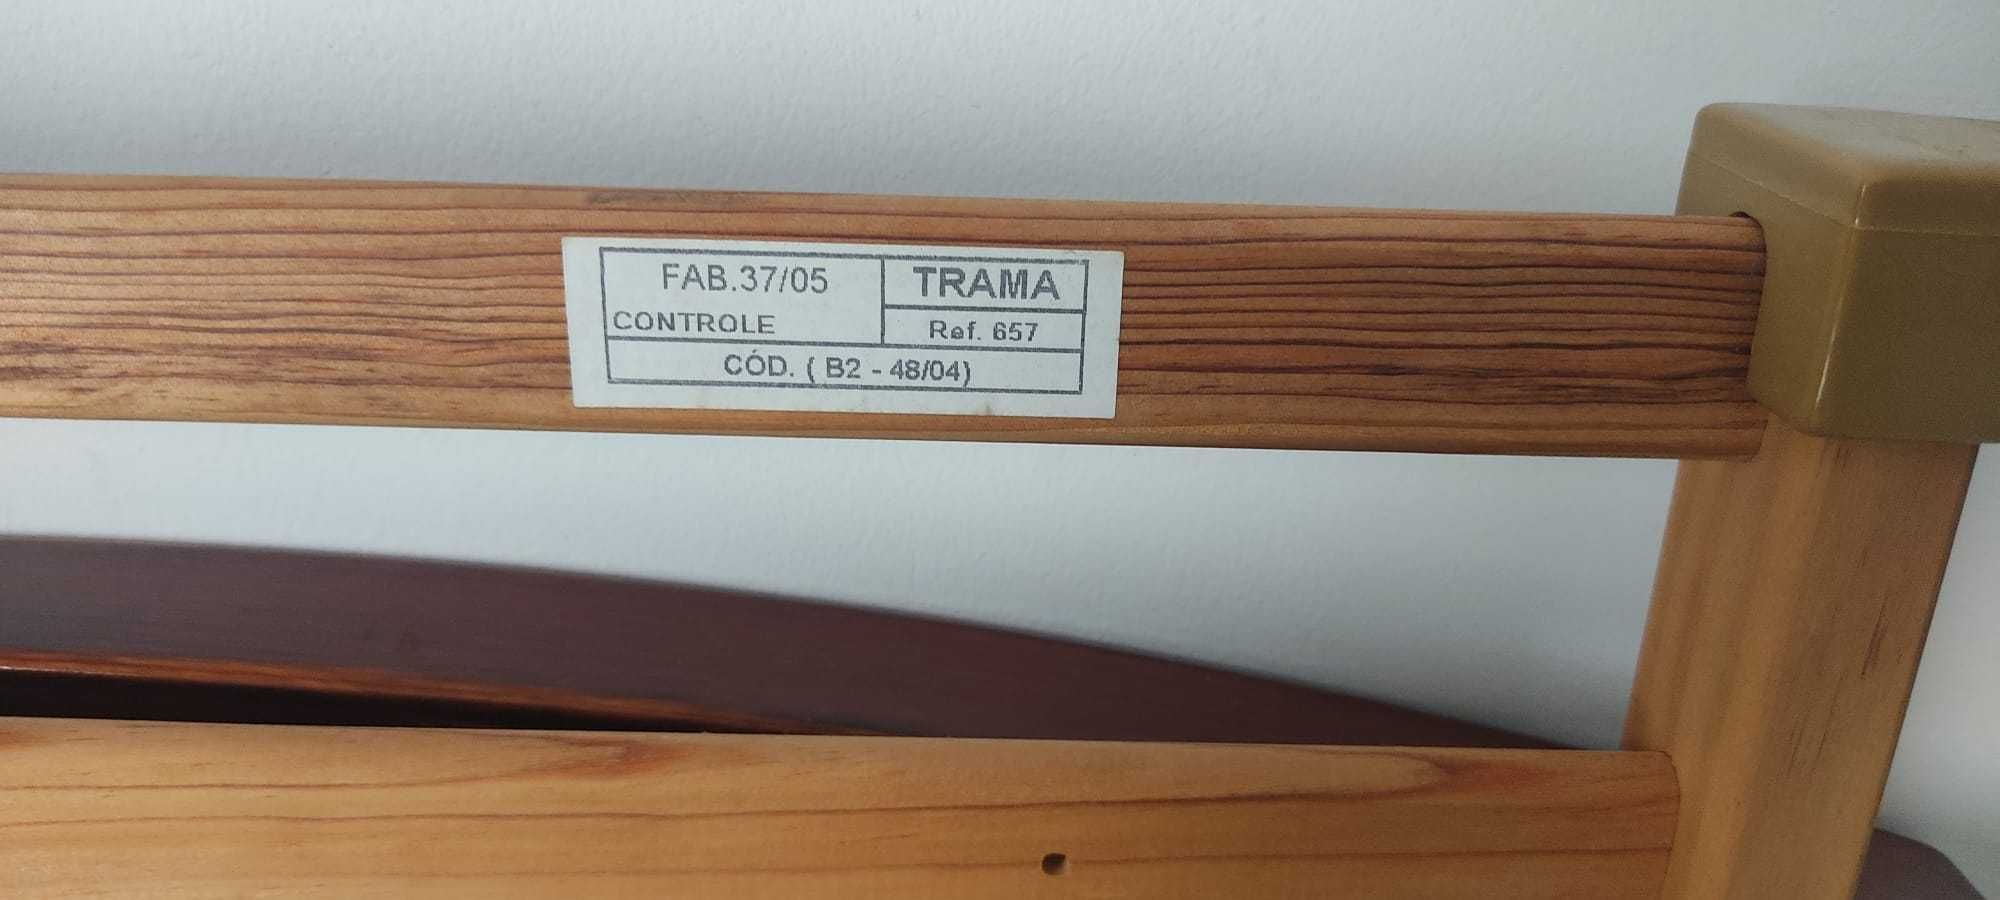 FAB.37/05
CONTROLE
TRAMA
Ref. 657
CÓD. ( B2 - 48/04)